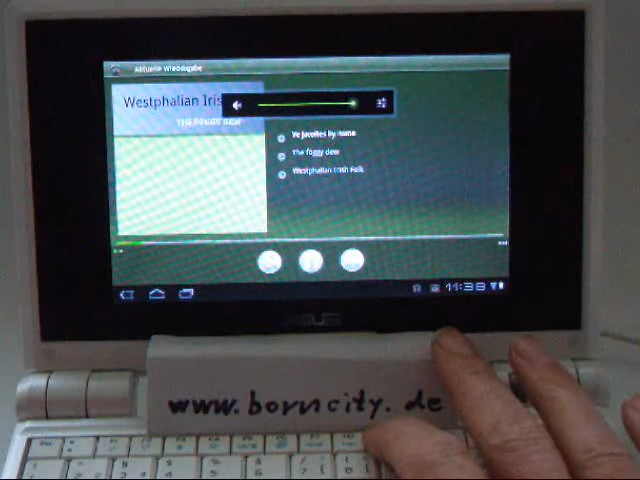 Aktuelle Wiedergabe
Westphalian Iris
THE FOGGY DEW
Ye Jacobites by name
The foggy dew
Westphalian Irish Folk
11:38
ASUS
www.borncity.de